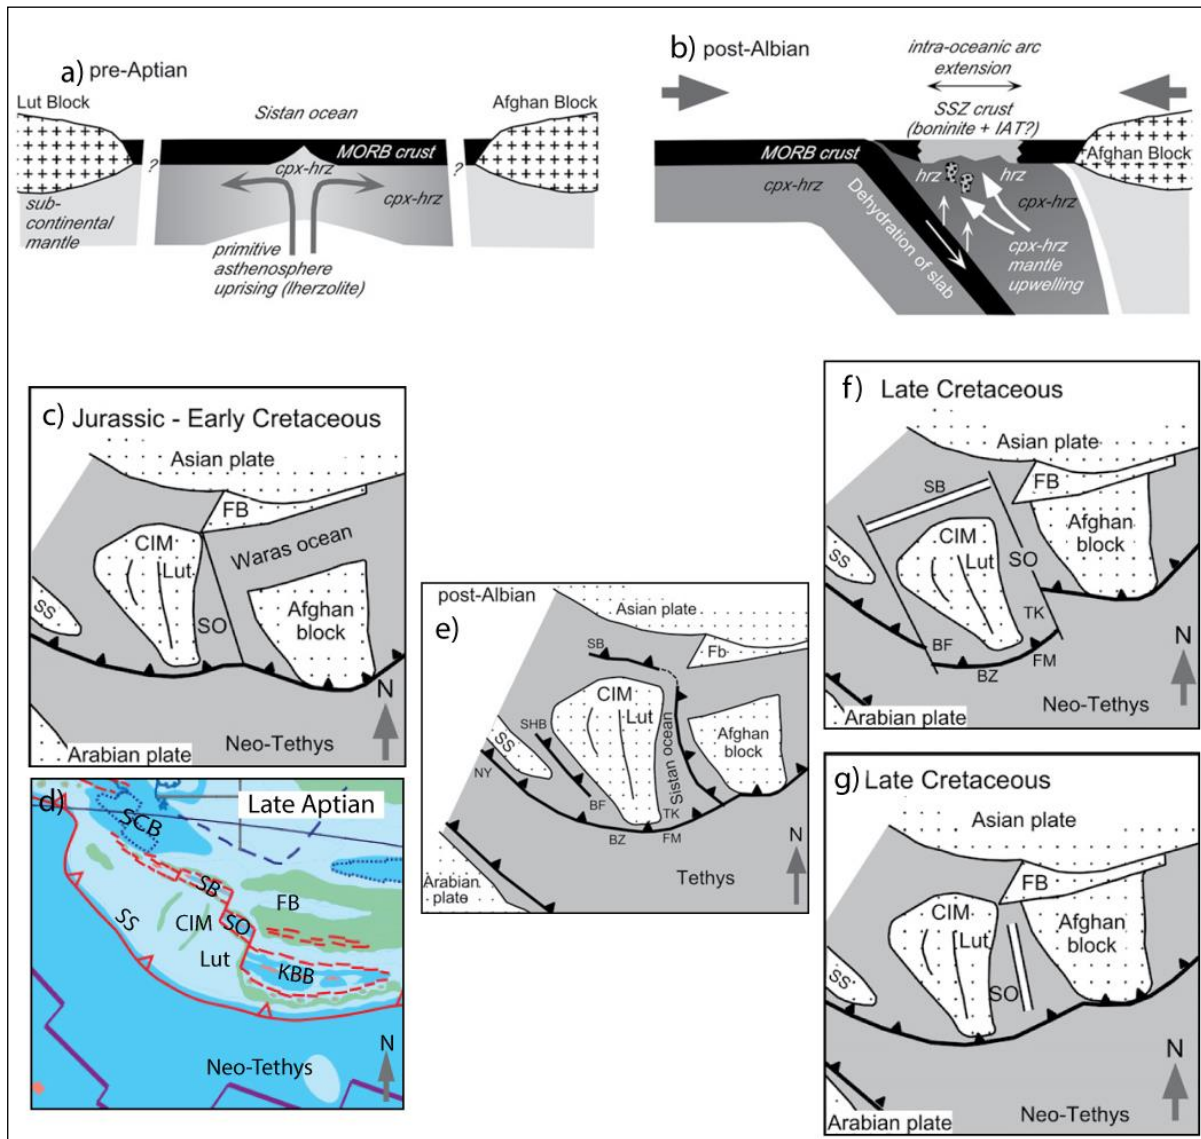 a) pre-Aptian
Lut Block
Sistan ocean
Afghan Block
?
MORB crust
?
cpx-hrz
cpx-hrz
sub-
continental
mantle
primitive
asthenosphere
uprising (lherzolite)
b) post-Albian
intra-oceanic arc
extension
SSZ crust
(boninite + IAT?)
MORB crust
Afghan Block
cpx-hrz
hrz
hrz
cpx-hrz
Dehydration of slab
cpx-hrz
mantle
upwelling
c) Jurassic - Early Cretaceous
Asian plate
FB
CIM
Waras ocean
Lut
SS
SO
Afghan
block
N
Neo-Tethys
Arabian plate
d)
Late Aptian
SCB
SB
FB
SS
CIM
SO
Lut
KBB
N
Neo-Tethys
post-Albian
e)
Asian plate
SB
Fb
CIM
Lut
SHB
Sistan ocean
Afghan
block
SS
NY
BF
TK
BZ
FM
N
Arabian
plate
Tethys
f) Late Cretaceous
Asian plate
SB
FB
CIM
Afghan
block
Lut
SO
SS
TK
BF
FM
BZ
N
Neo-Tethys
Arabian plate
g) Late Cretaceous
Asian plate
FB
CIM
Afghan
block
Lut
SS
SO
N
Arabian plate
Neo-Tethys